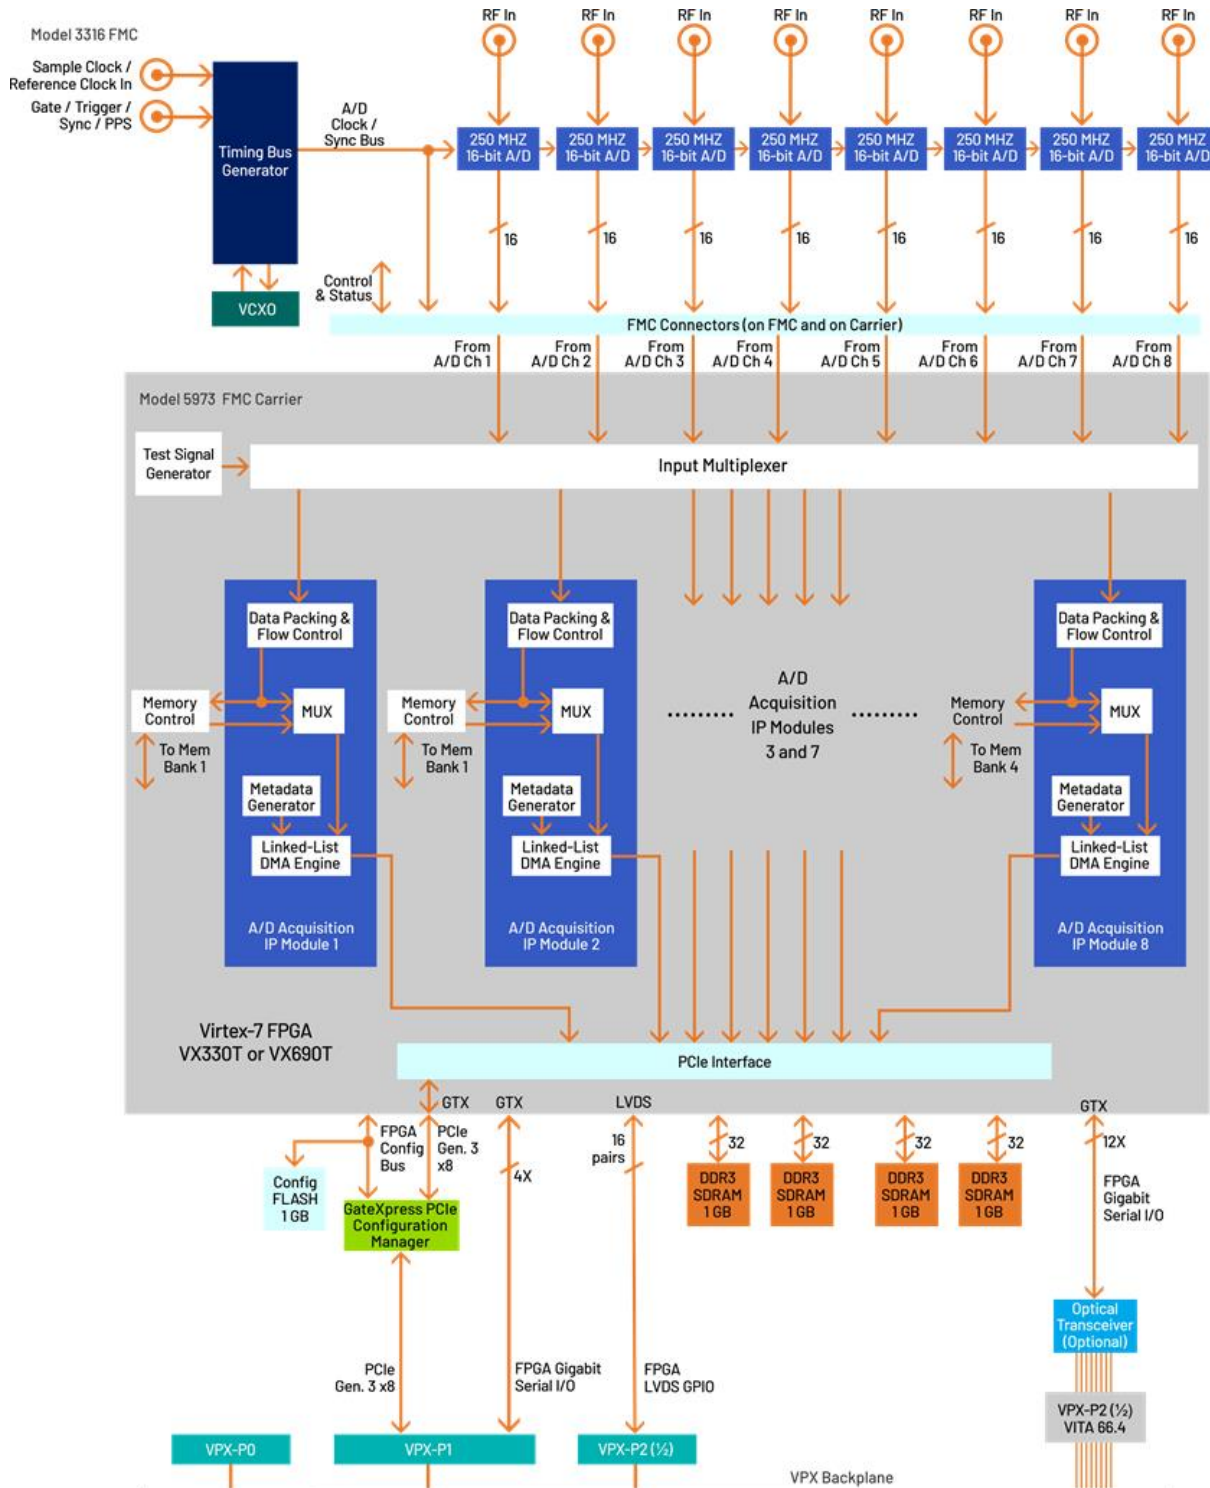 Model 3316 FMC
Sample Clock /
Reference Clock In
Gate / Trigger /
Sync / PPS
Timing Bus
Generator
VCXO
A/D
Clock /
Sync Bus
Control
& Status
RF In
RF In
RF In
RF In
RF In
RF In
RF In
RF In
250 MHZ
16-bit A/D
250 MHZ
16-bit A/D
250 MHZ
16-bit A/D
250 MHZ
16-bit A/D
250 MHZ
16-bit A/D
250 MHZ
16-bit A/D
250 MHZ
16-bit A/D
250 MHZ
16-bit A/D
16
16
16
16
16
16
16
16
FMC Connectors (on FMC and on Carrier)
From
A/D Ch 1
From
A/D Ch 2
From
A/D Ch 3
From
A/D Ch 4
From
A/D Ch 5
From
A/D Ch 6
From
A/D Ch 7
From
A/D Ch 8
Model 5973 FMC Carrier
Test Signal
Generator
Input Multiplexer
Data Packing &
Flow Control
Memory
Control
MUX
To Mem
Bank 1
Metadata
Generator
Linked-List
DMA Engine
A/D Acquisition
IP Module 1
Data Packing &
Flow Control
Memory
Control
MUX
To Mem
Bank 1
Metadata
Generator
Linked-List
DMA Engine
A/D Acquisition
IP Module 2
A/D
Acquisition
IP Modules
3 and 7
Data Packing &
Flow Control
Memory
Control
MUX
To Mem
Bank 4
Metadata
Generator
Linked-List
DMA Engine
A/D Acquisition
IP Module 8
Virtex-7 FPGA
VX330T or VX690T
PCIe Interface
GTX
GTX
LVDS
GTX
FPGA
Config
Bus
PCIe
Gen. 3
x8
4X
16
pairs
32
32
32
32
12X
Config
FLASH
1 GB
GateXpress PCIe
Configuration
Manager
DDR3
SDRAM
1 GB
DDR3
SDRAM
1 GB
DDR3
SDRAM
1 GB
DDR3
SDRAM
1 GB
FPGA
Gigabit
Serial I/O
Optical
Transceiver
(Optional)
PCIe
Gen. 3 x8
FPGA Gigabit
Serial I/O
FPGA
LVDS GPIO
VPX-P2 (½)
VITA 66.4
VPX-P0
VPX-P1
VPX-P2 (½)
VPX Backplane